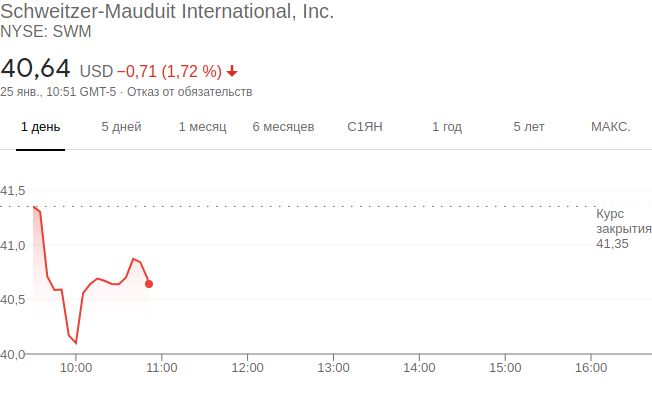 Schweitzer-Mauduit International, Inc.
NYSE: SWM
40,64 USD −0,71 (1,72 %)
25 янв., 10:51 GMT-5 · Отказ от обязательств
1 день 5 дней 1 месяц 6 месяцев С1ЯН 1 год 5 лет МАКС.
41,5
Курс
закрытия
41,35
41,0
40,5
40,0
10:00 11:00 12:00 13:00 14:00 15:00 16:00